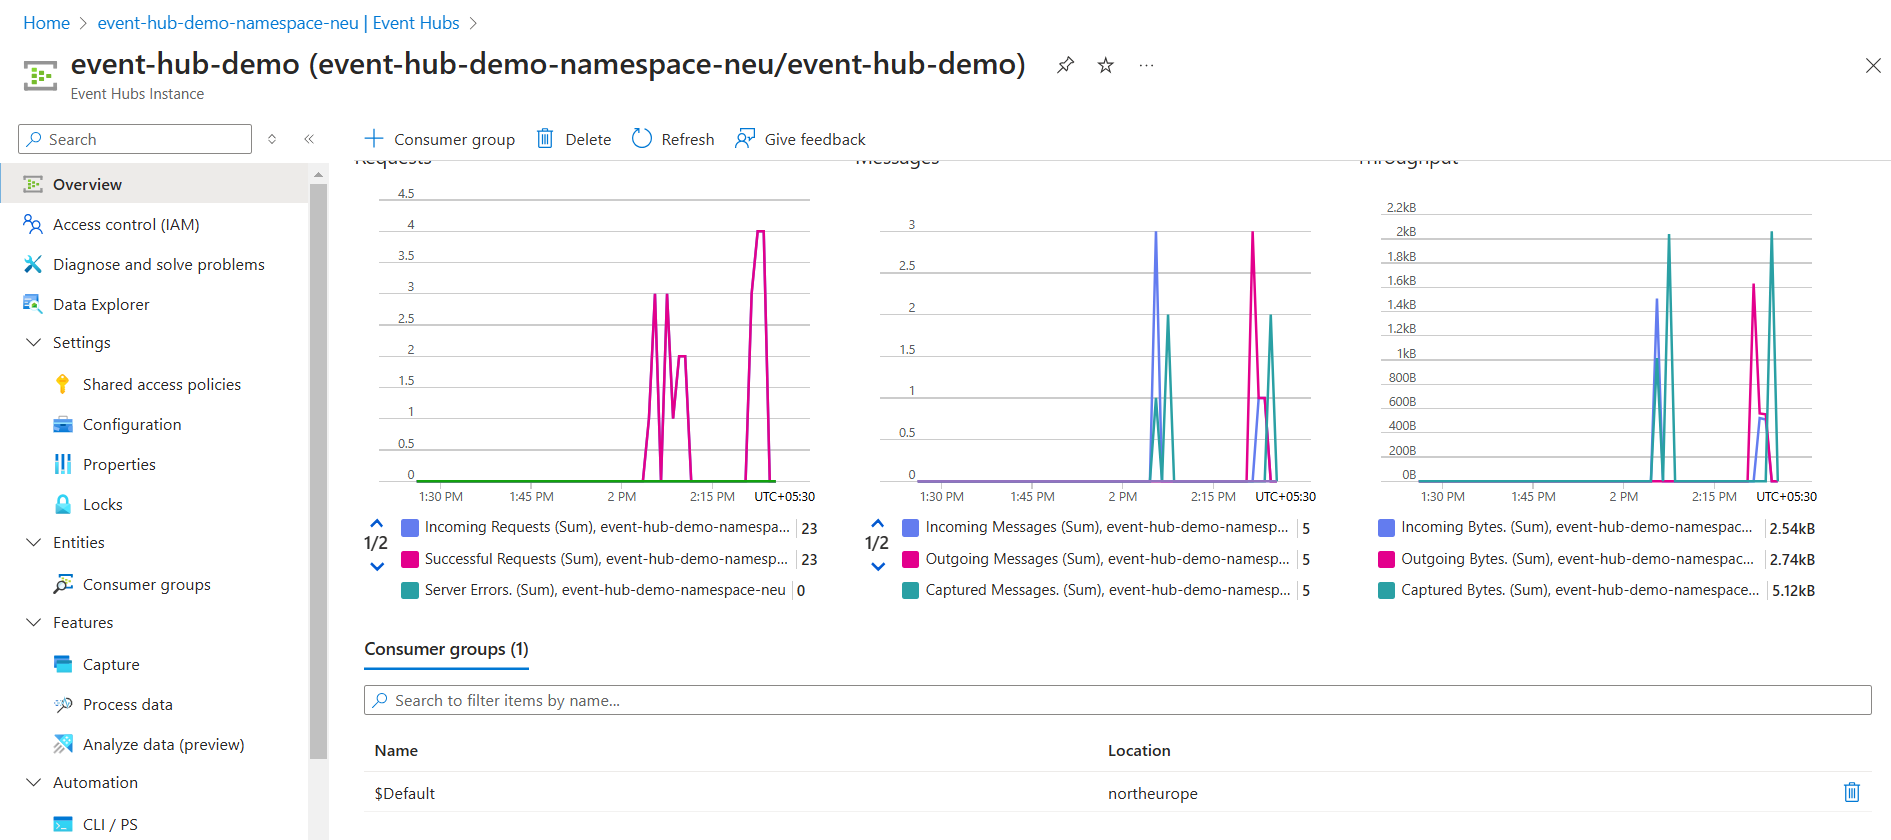 Home > event-hub-demo-namespace-neu | Event Hubs >
event-hub-demo (event-hub-demo-namespace-neu/event-hub-demo)
Event Hubs Instance
Search
Consumer group
Delete
Refresh
Give feedback
Overview
Access control (IAM)
Diagnose and solve problems
Data Explorer
Settings
Shared access policies
Configuration
Properties
Locks
Entities
Consumer groups
Features
Capture
Process data
Analyze data (preview)
Automation
CLI / PS
Requests
4.5
4
3.5
3
2.5
2
1.5
1
0.5
0
1:30 PM 1:45 PM 2 PM 2:15 PM UTC+05:30
1/2
Incoming Requests (Sum), event-hub-demo-namespa... 23
Successful Requests (Sum), event-hub-demo-namesp... 23
Server Errors. (Sum), event-hub-demo-namespace-neu 0
Messages
3
2.5
2
1.5
1
0.5
0
1:30 PM 1:45 PM 2 PM 2:15 PM UTC+05:30
1/2
Incoming Messages (Sum), event-hub-demo-namesp... 5
Outgoing Messages (Sum), event-hub-demo-namesp... 5
Captured Messages. (Sum), event-hub-demo-namesp... 5
Throughput
2.2kB
2kB
1.8kB
1.6kB
1.4kB
1.2kB
1kB
800B
600B
400B
200B
0B
1:30 PM 1:45 PM 2 PM 2:15 PM UTC+05:30
Incoming Bytes. (Sum), event-hub-demo-namespac... 2.54kB
Outgoing Bytes. (Sum), event-hub-demo-namespac... 2.74kB
Captured Bytes. (Sum), event-hub-demo-namespace... 5.12kB
Consumer groups (1)
Search to filter items by name...
Name Location
$Default northeurope